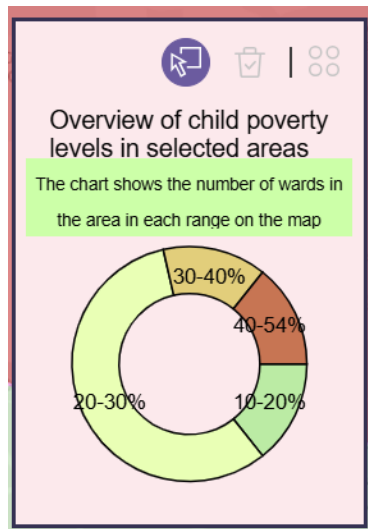 Overview of child poverty
levels in selected areas
The chart shows the number of wards in
the area in each range on the map
30-40%
40-54%
20-30%
10-20%